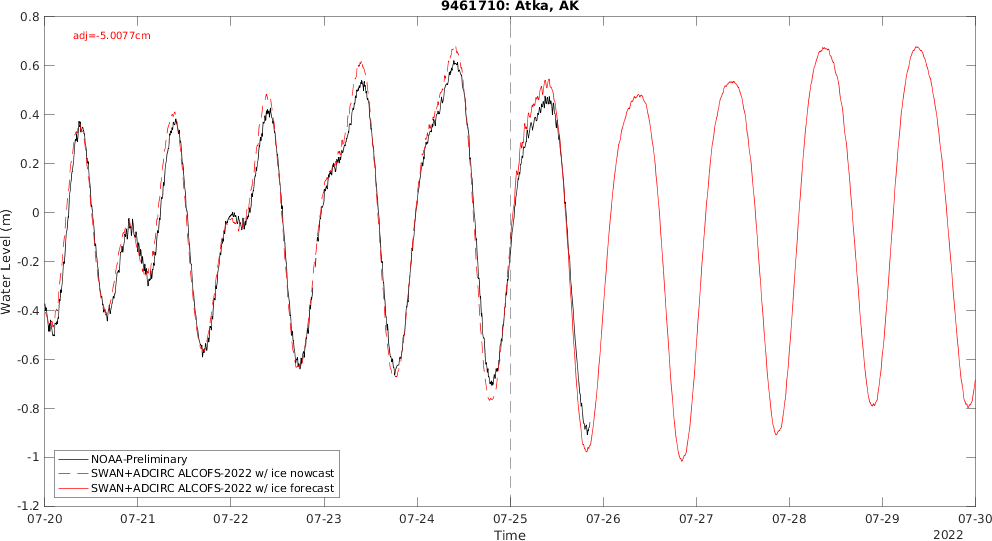 9461710: Atka, AK
adj=-5.0077cm
0.8
0.6
0.4
0.2
0
-0.2
-0.4
-0.6
-0.8
-1
-1.2
Water Level (m)
NOAA-Preliminary
SWAN+ADCIRC ALCOFS-2022 w/ ice nowcast
SWAN+ADCIRC ALCOFS-2022 w/ ice forecast
07-20 07-21 07-22 07-23 07-24 07-25 07-26 07-27 07-28 07-29 07-30
Time
2022